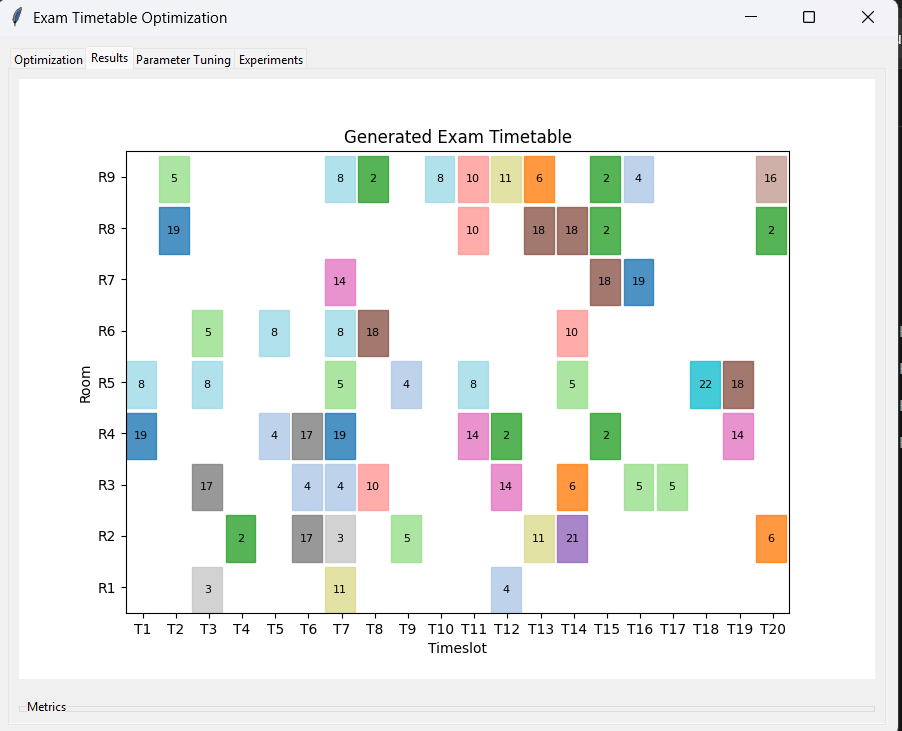 Exam Timetable Optimization
Optimization Results Parameter Tuning Experiments
Generated Exam Timetable
R9 5 8 2 8 10 11 6 2 4 16
R8 19 10 18 18 2 2
R7 14 18 19
R6 5 8 8 18 10
Room
R5 8 8 5 4 8 5 22 18
R4 19 4 17 19 14 2 2 14
R3 17 4 4 10 14 6 5 5
R2 2 17 3 5 11 21 6
R1 3 11 4
T1 T2 T3 T4 T5 T6 T7 T8 T9 T10 T11 T12 T13 T14 T15 T16 T17 T18 T19 T20
Timeslot
Metrics